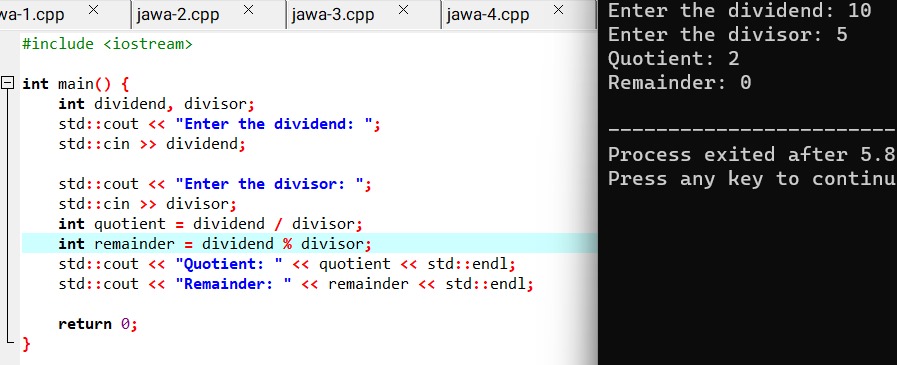 wa-1.cpp × jawa-2.cpp × jawa-3.cpp × jawa-4.cpp ×
#include <iostream>
int main() {
int dividend, divisor;
std::cout << "Enter the dividend: ";
std::cin >> dividend;
std::cout << "Enter the divisor: ";
std::cin >> divisor;
int quotient = dividend / divisor;
int remainder = dividend % divisor;
std::cout << "Quotient: " << quotient << std::endl;
std::cout << "Remainder: " << remainder << std::endl;
return 0;
}
Enter the dividend: 10
Enter the divisor: 5
Quotient: 2
Remainder: 0
-----------------------
Process exited after 5.8
Press any key to continu